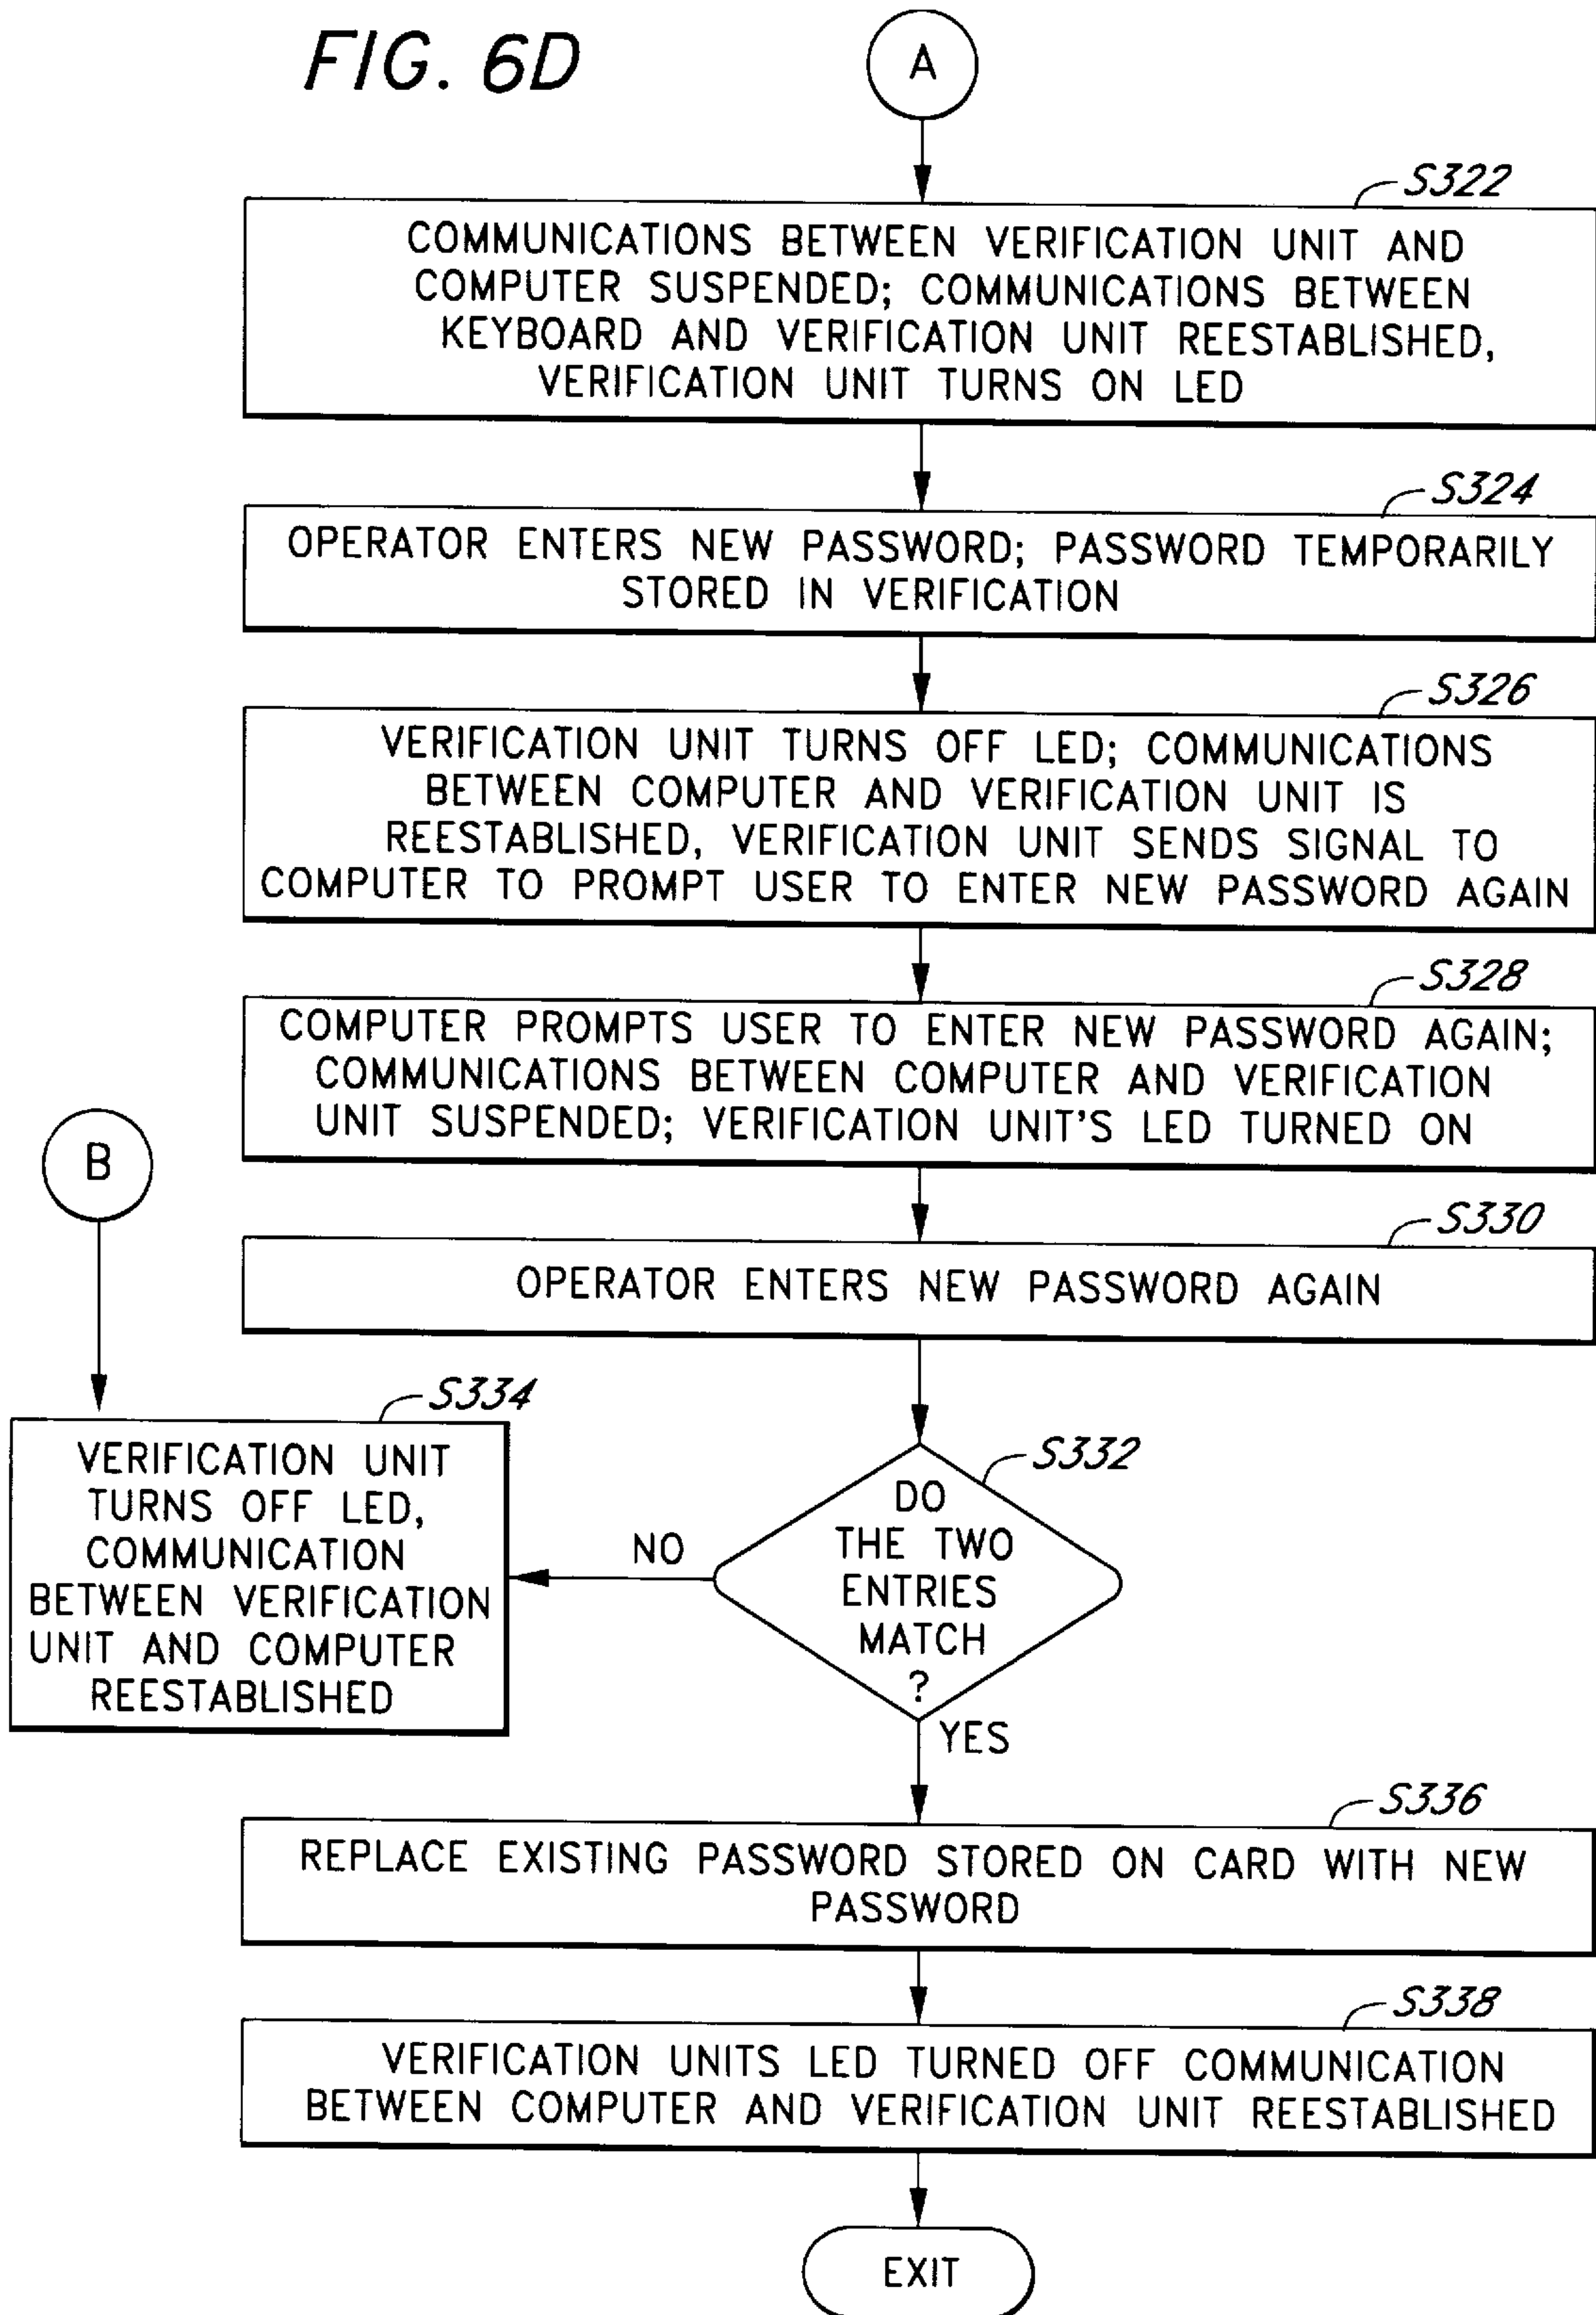 FIG. 6D
A
S322
COMMUNICATIONS BETWEEN VERIFICATION UNIT AND
COMPUTER SUSPENDED; COMMUNICATIONS BETWEEN
KEYBOARD AND VERIFICATION UNIT REESTABLISHED,
VERIFICATION UNIT TURNS ON LED
S324
OPERATOR ENTERS NEW PASSWORD; PASSWORD TEMPORARILY
STORED IN VERIFICATION
S326
VERIFICATION UNIT TURNS OFF LED; COMMUNICATIONS
BETWEEN COMPUTER AND VERIFICATION UNIT IS
REESTABLISHED, VERIFICATION UNIT SENDS SIGNAL TO
COMPUTER TO PROMPT USER TO ENTER NEW PASSWORD AGAIN
S328
COMPUTER PROMPTS USER TO ENTER NEW PASSWORD AGAIN;
COMMUNICATIONS BETWEEN COMPUTER AND VERIFICATION
UNIT SUSPENDED; VERIFICATION UNIT'S LED TURNED ON
B
S330
OPERATOR ENTERS NEW PASSWORD AGAIN
S334
VERIFICATION UNIT
TURNS OFF LED,
COMMUNICATION
BETWEEN VERIFICATION
UNIT AND COMPUTER
REESTABLISHED
NO
S332
DO
THE TWO
ENTRIES
MATCH
?
YES
S336
REPLACE EXISTING PASSWORD STORED ON CARD WITH NEW
PASSWORD
S338
VERIFICATION UNITS LED TURNED OFF COMMUNICATION
BETWEEN COMPUTER AND VERIFICATION UNIT REESTABLISHED
EXIT